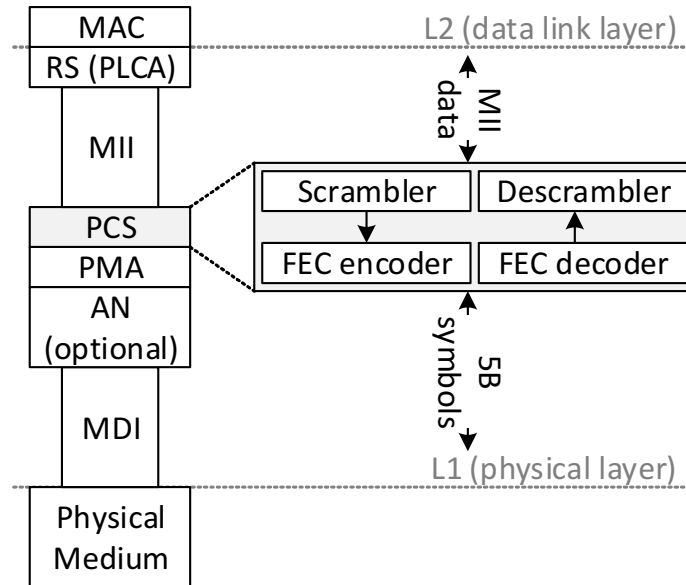 MAC
L2 (data link layer)
RS (PLCA)
MII
MII
data
PCS
Scrambler
Descrambler
PMA
FEC encoder
FEC decoder
AN
(optional)
5B
symbols
MDI
L1 (physical layer)
Physical
Medium